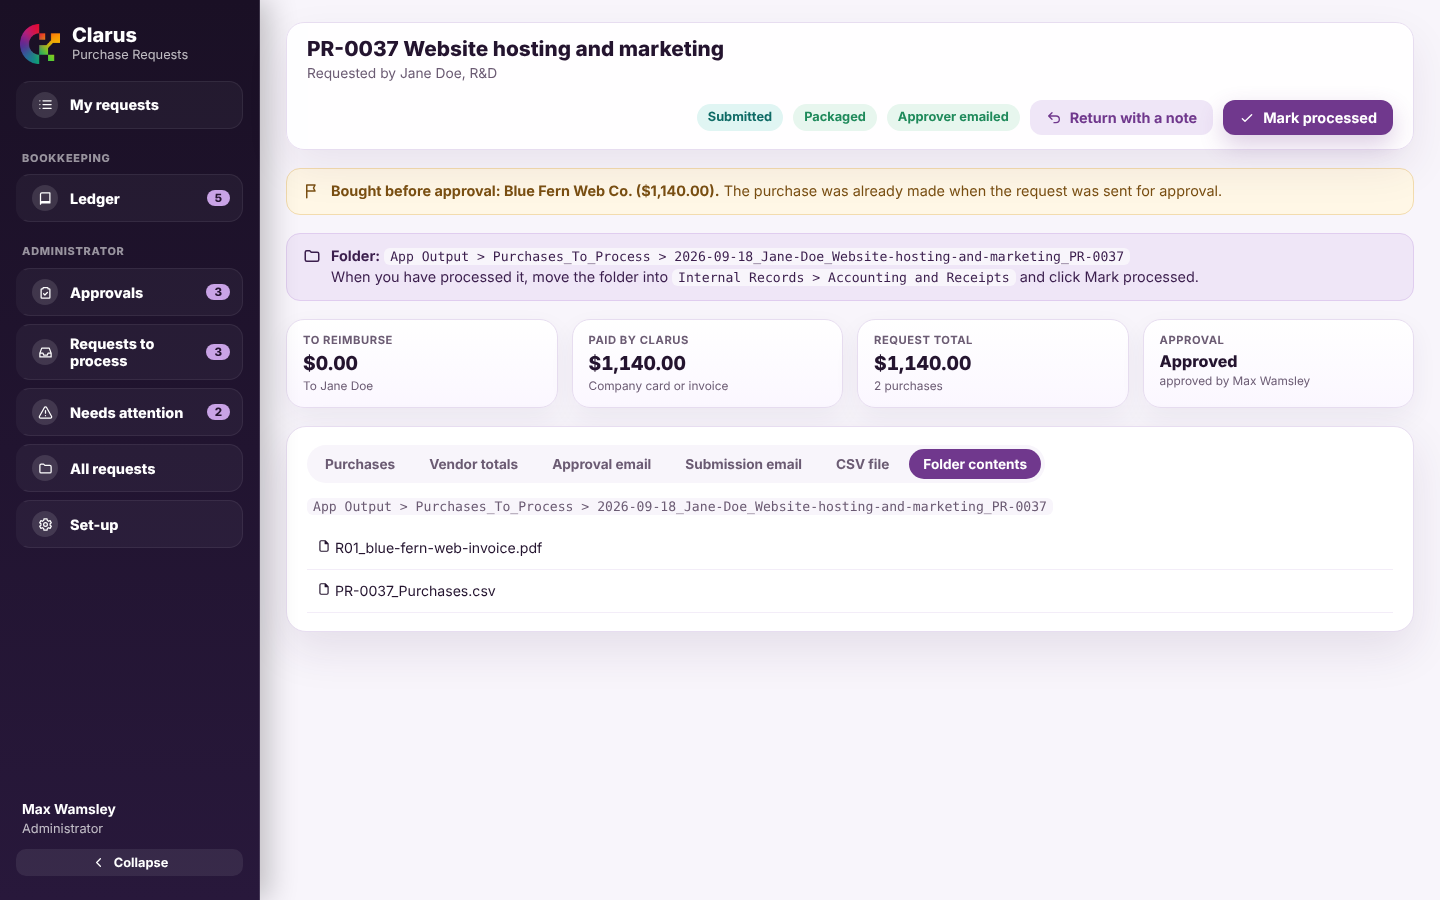 Clarus
Purchase Requests
My requests
BOOKKEEPING
Ledger 5
ADMINISTRATOR
Approvals 3
Requests to process 3
Needs attention 2
All requests
Set-up
Max Wamsley
Administrator
Collapse
PR-0037 Website hosting and marketing
Requested by Jane Doe, R&D
Submitted Packaged Approver emailed Return with a note Mark processed
Bought before approval: Blue Fern Web Co. ($1,140.00). The purchase was already made when the request was sent for approval.
Folder: App Output > Purchases_To_Process > 2026-09-18_Jane-Doe_Website-hosting-and-marketing_PR-0037
When you have processed it, move the folder into Internal Records > Accounting and Receipts and click Mark processed.
TO REIMBURSE
$0.00
To Jane Doe
PAID BY CLARUS
$1,140.00
Company card or invoice
REQUEST TOTAL
$1,140.00
2 purchases
APPROVAL
Approved
approved by Max Wamsley
Purchases Vendor totals Approval email Submission email CSV file Folder contents
App Output > Purchases_To_Process > 2026-09-18_Jane-Doe_Website-hosting-and-marketing_PR-0037
R01_blue-fern-web-invoice.pdf
PR-0037_Purchases.csv